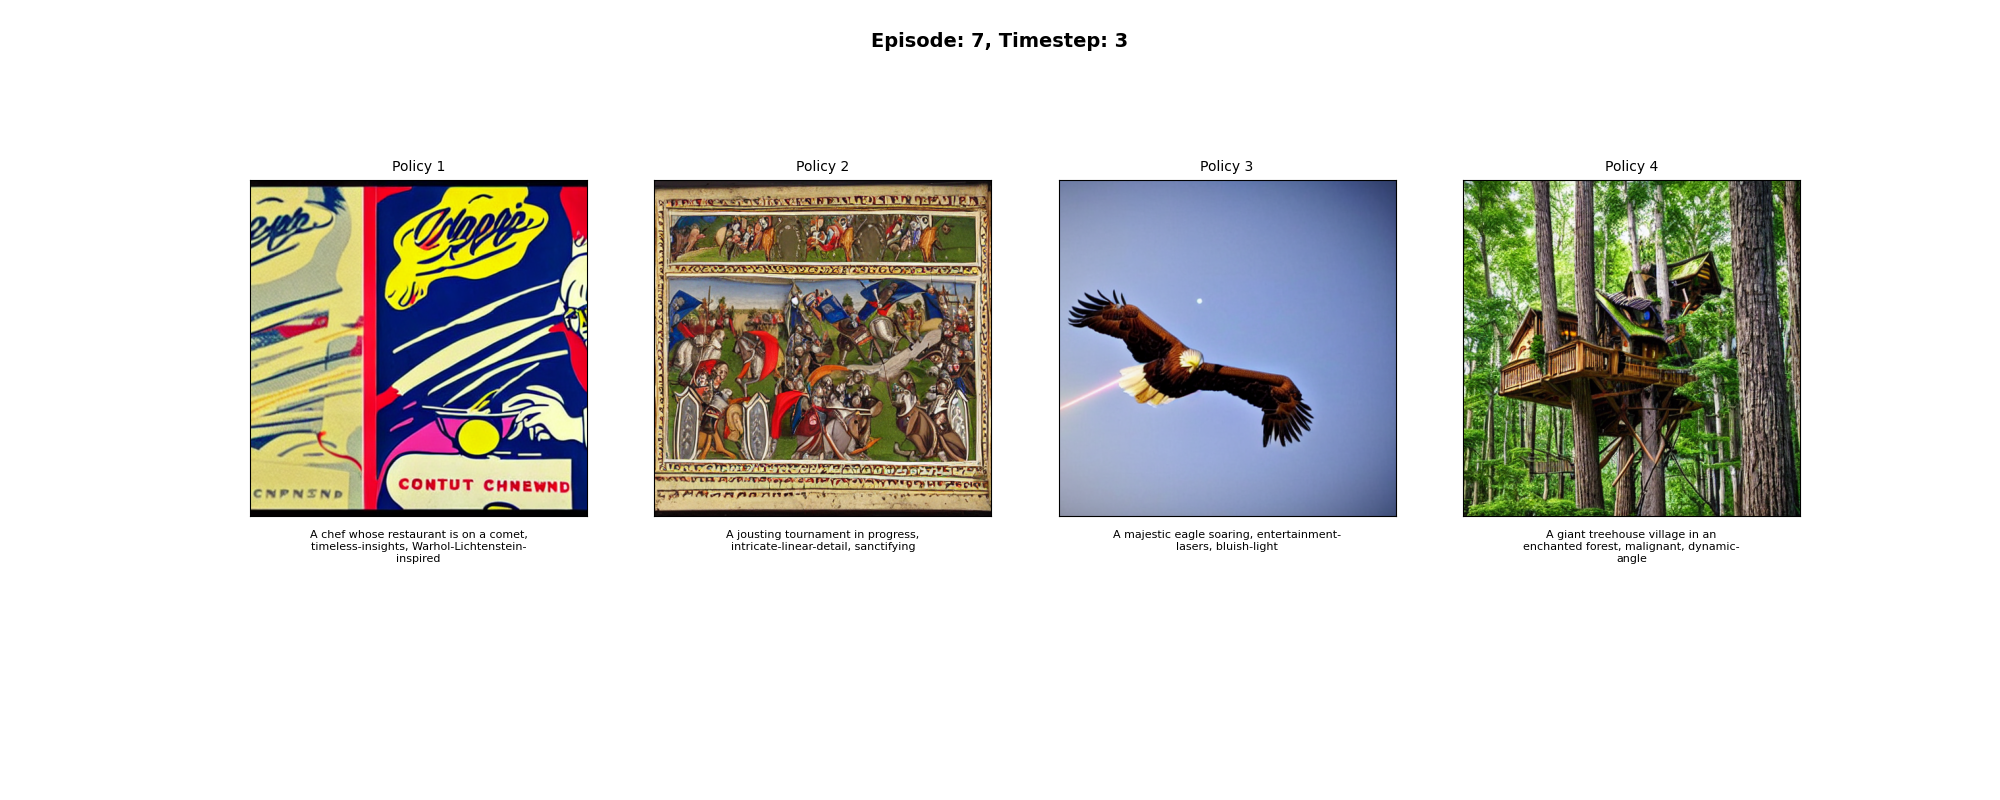 Episode: 7, Timestep: 3
Policy 1
Policy 2
Policy 3
Policy 4
CNPNSND
CONTUT CHNEWND
A chef whose restaurant is on a comet,
timeless-insights, Warhol-Lichtenstein-
inspired
A jousting tournament in progress,
intricate-linear-detail, sanctifying
A majestic eagle soaring, entertainment-
lasers, bluish-light
A giant treehouse village in an
enchanted forest, malignant, dynamic-
angle